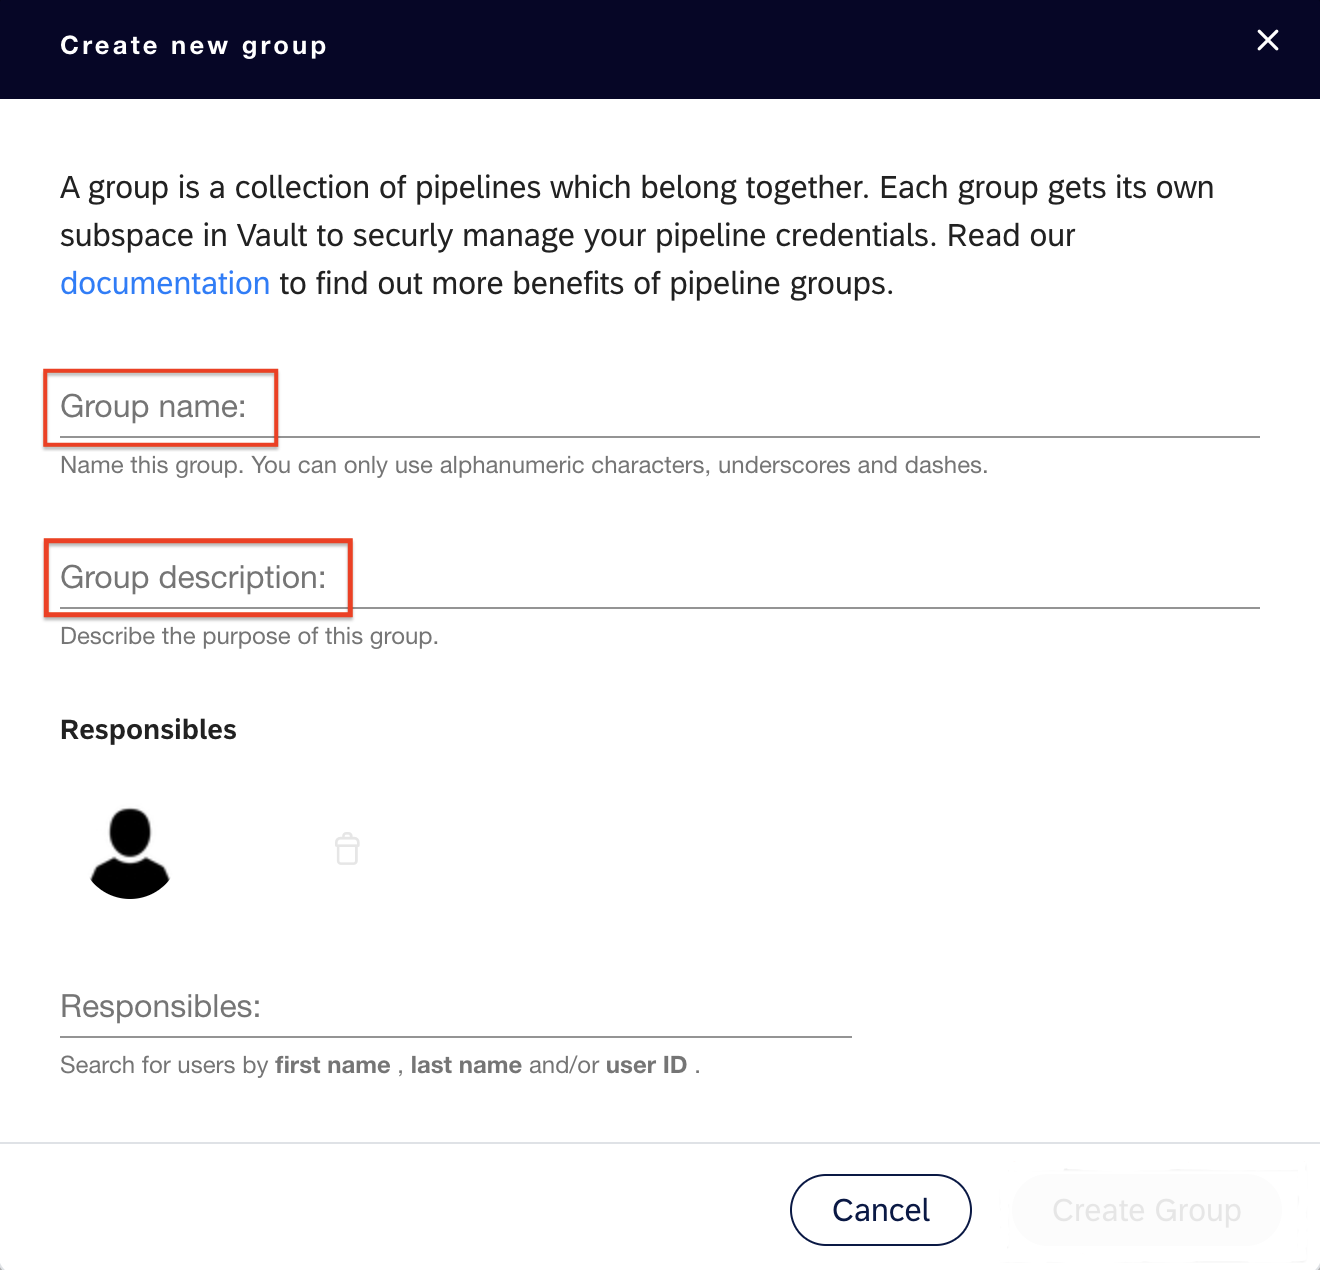 Create new group
A group is a collection of pipelines which belong together. Each group gets its own
subspace in Vault to securly manage your pipeline credentials. Read our
documentation to find out more benefits of pipeline groups.
Group name:
Name this group. You can only use alphanumeric characters, underscores and dashes.
Group description:
Describe the purpose of this group.
Responsibles
Responsibles:
Search for users by first name , last name and/or user ID .
Cancel
Create Group